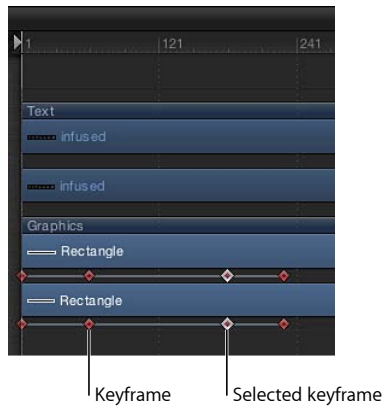 1 121 241
Text
infused
infused
Graphics
Rectangle
Rectangle
Keyframe Selected keyframe